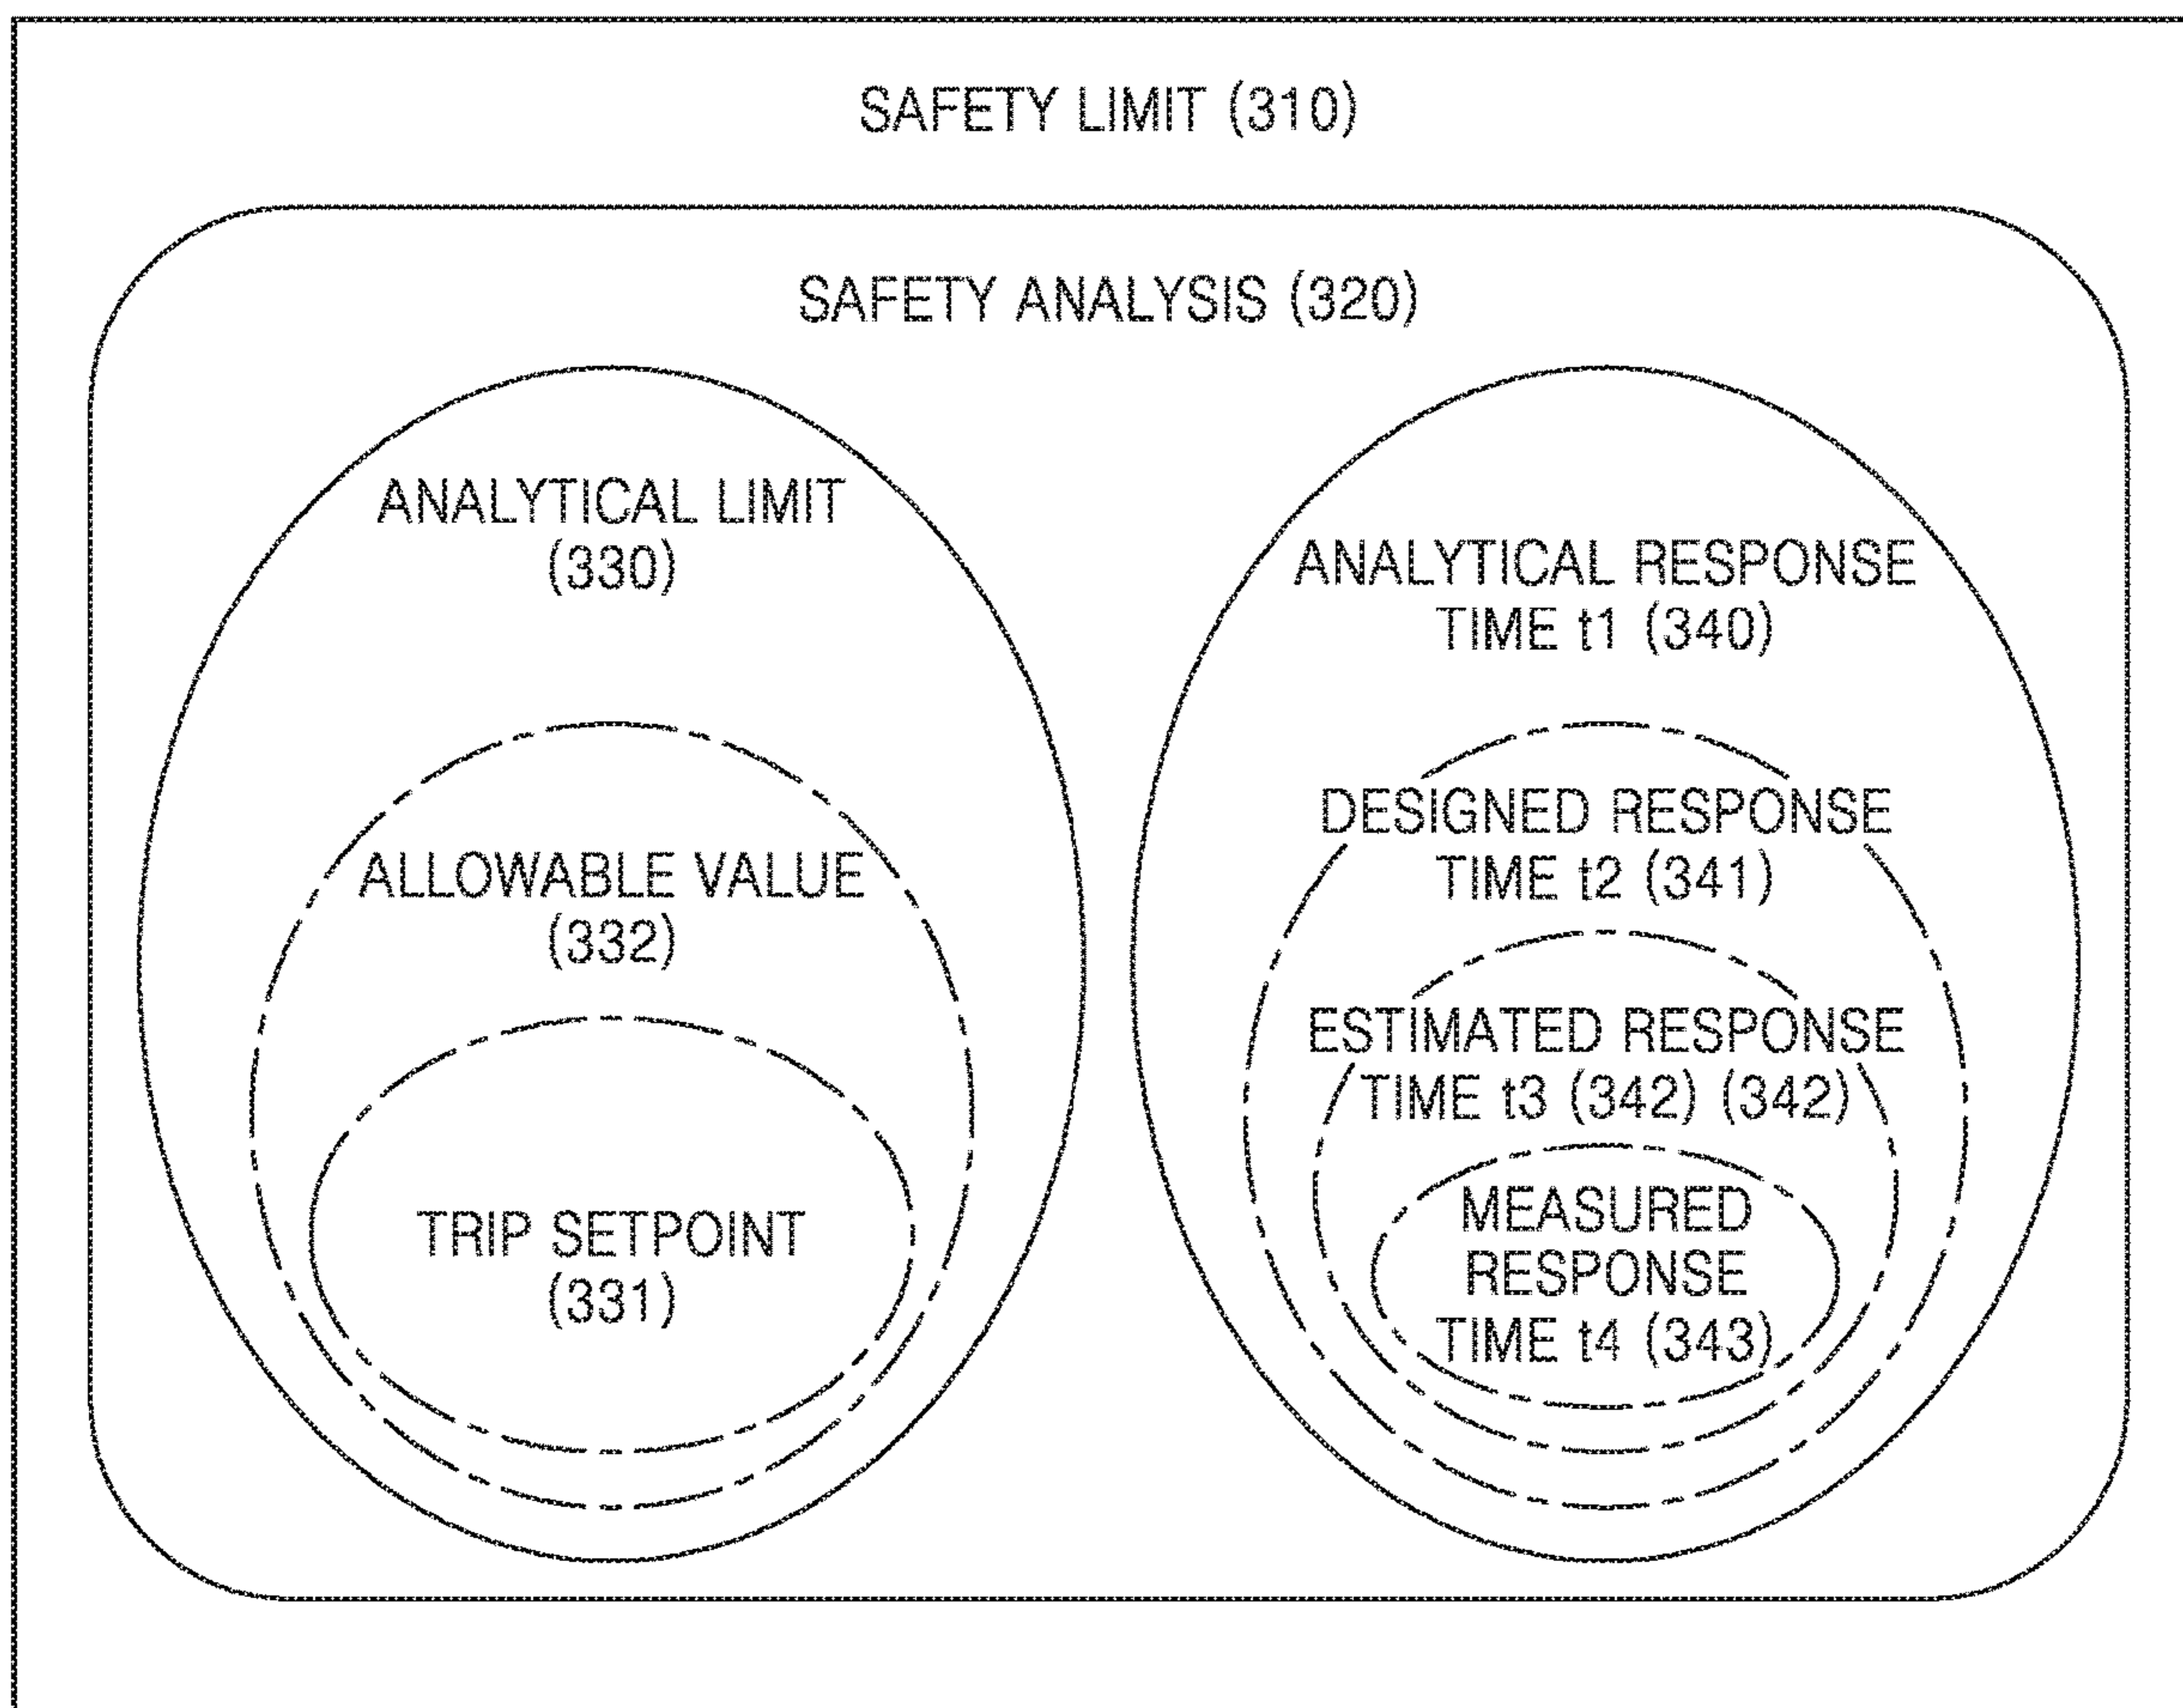 SAFETY LIMIT (310)
SAFETY ANALYSIS (320)
ANALYTICAL LIMIT
(330)
ALLOWABLE VALUE
(332)
TRIP SETPOINT
(331)
ANALYTICAL RESPONSE
TIME t1 (340)
DESIGNED RESPONSE
TIME t2 (341)
ESTIMATED RESPONSE
TIME t3 (342) (342)
MEASURED
RESPONSE
TIME t4 (343)